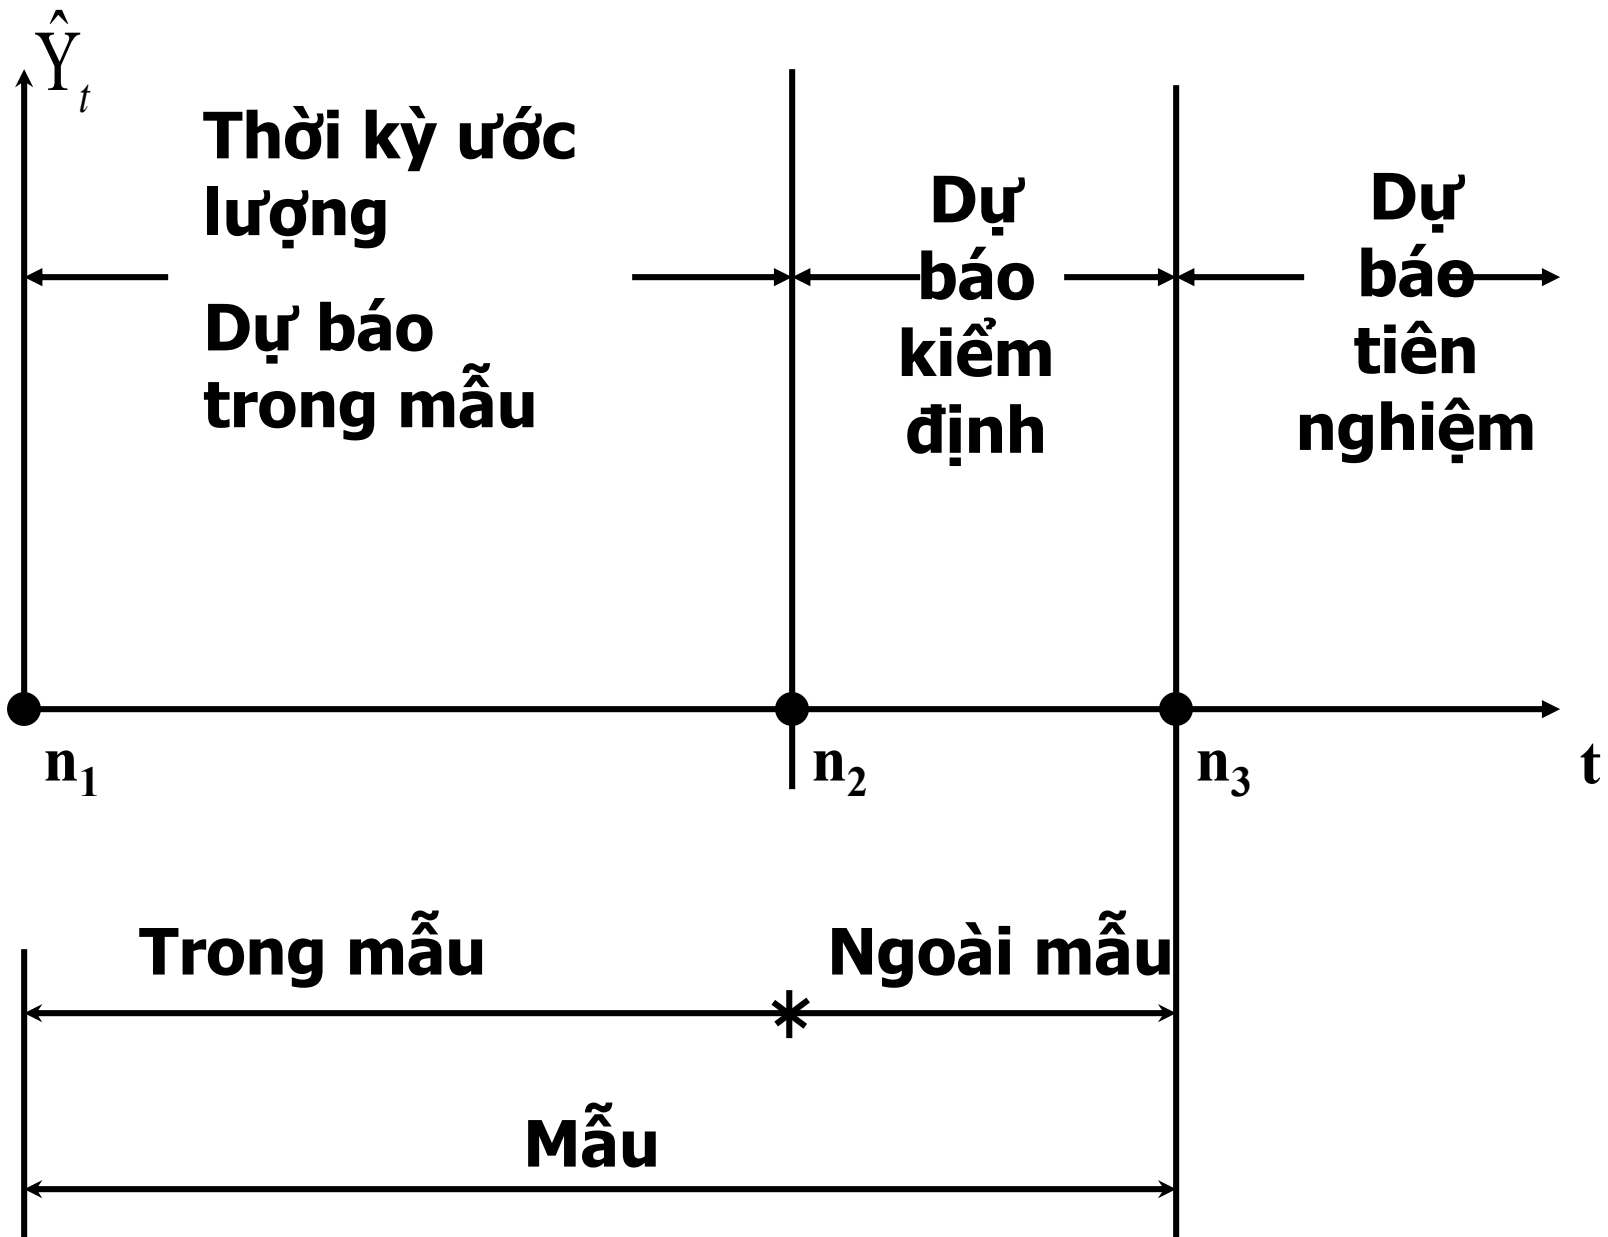 Ŷt
Thời kỳ ước
lượng
Dự báo
trong mẫu
Dự
báo
kiểm
định
Dự
báo
tiên
nghiệm
n1
n2
n3
t
Trong mẫu
Ngoài mẫu
Mẫu